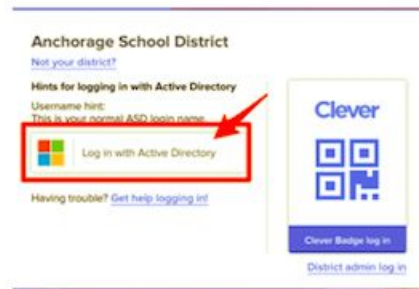 Anchorage School District
Not your district?
Hints for logging in with Active Directory
Username hint:
This is your normal ASD login name.
Log in with Active Directory
Having trouble? Get help logging in!
Clever
Clever Badge log in
District admin log in